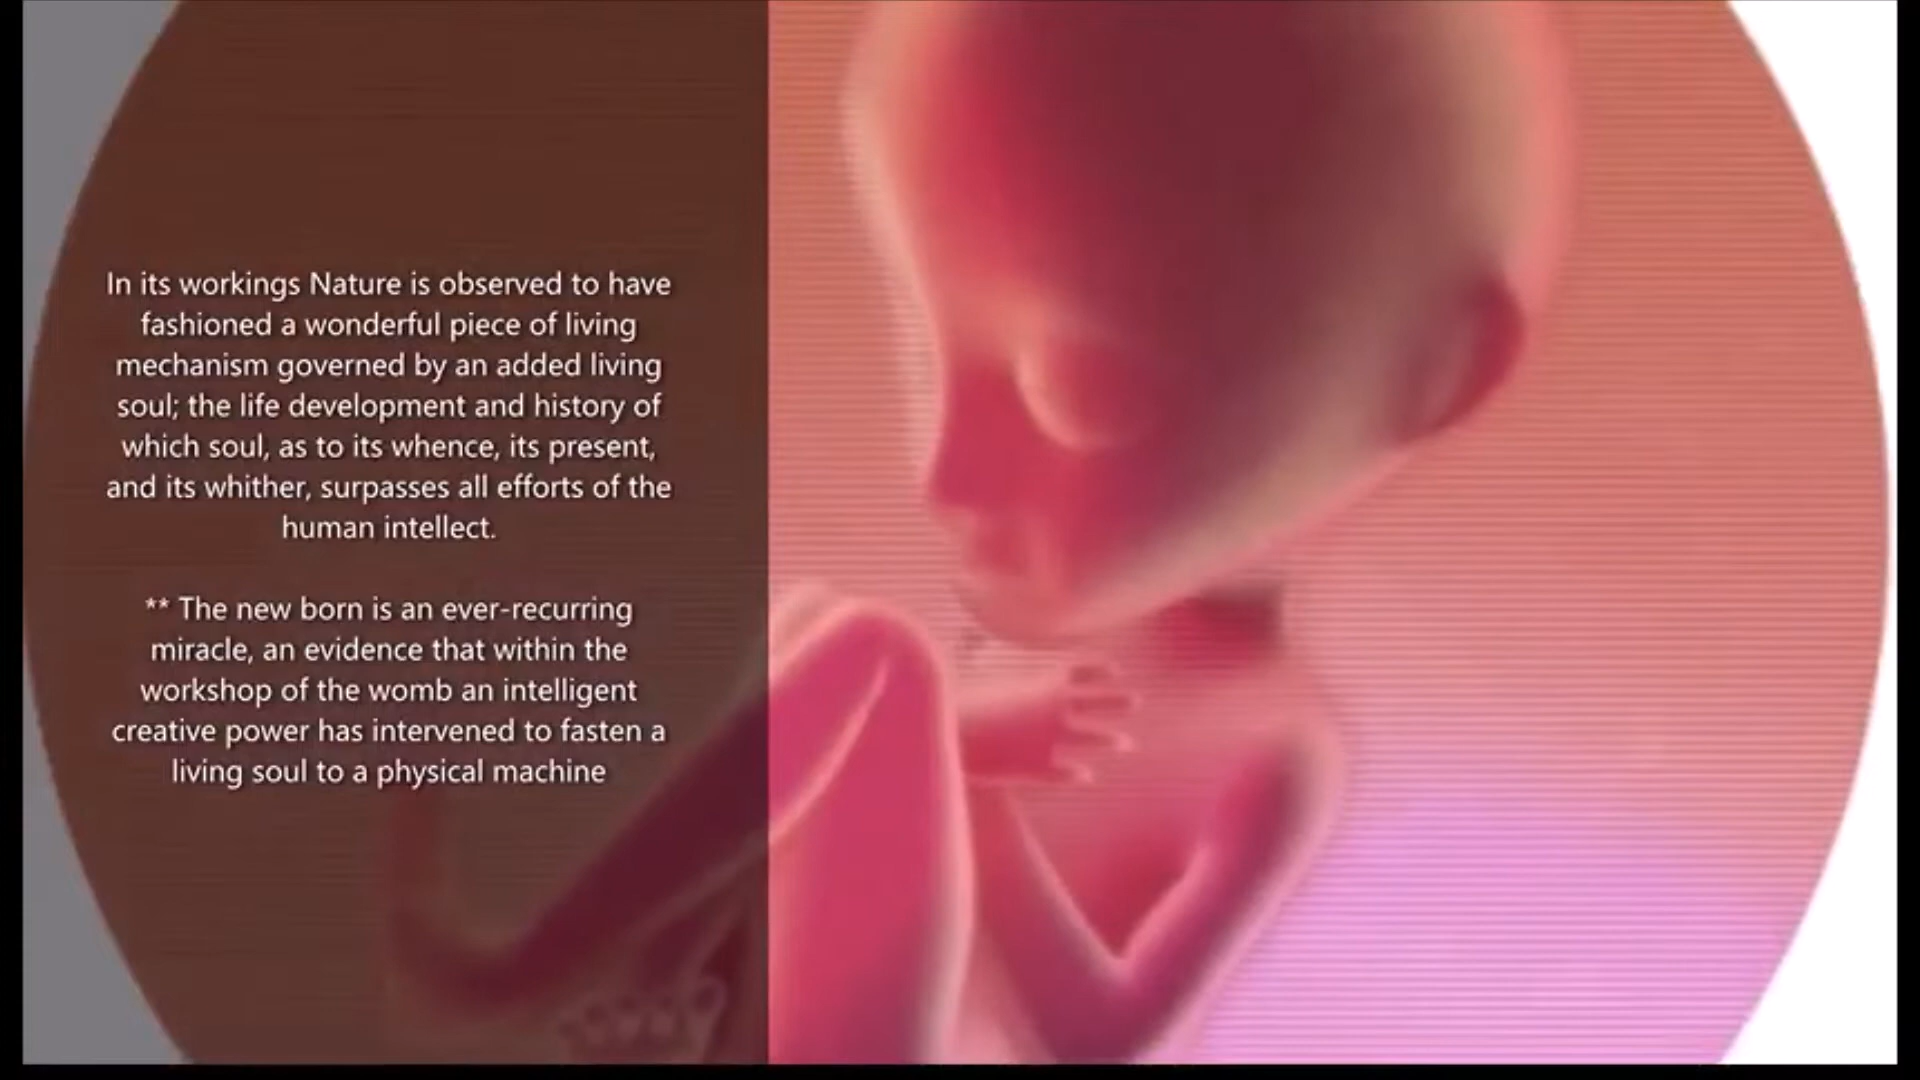 In its workings Nature is observed to have
fashioned a wonderful piece of living
mechanism governed by an added living
soul; the life development and history of
which soul, as to its whence, its present,
and its whither, surpasses all efforts of the
human intellect.
** The new born is an ever-recurring
miracle, an evidence that within the
workshop of the womb an intelligent
creative power has intervened to fasten a
living soul to a physical machine